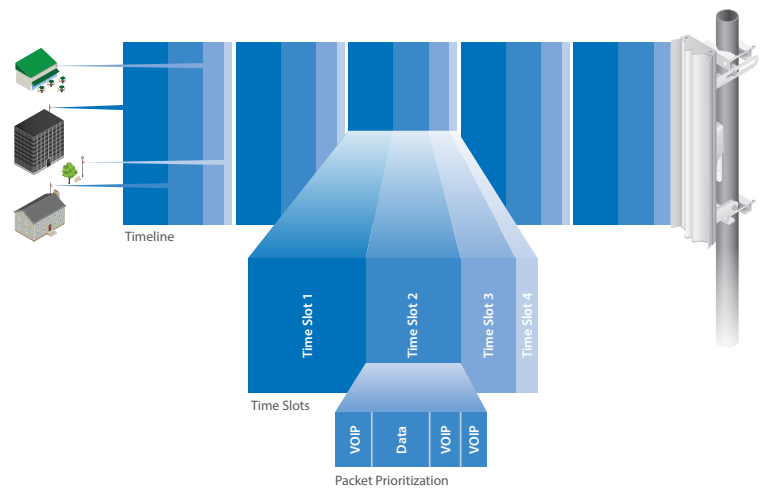 Timeline
Time Slot 1
Time Slot 2
Time Slot 3
Time Slot 4
Time Slots
VOIP
Data
VOIP
VOIP
Packet Prioritization